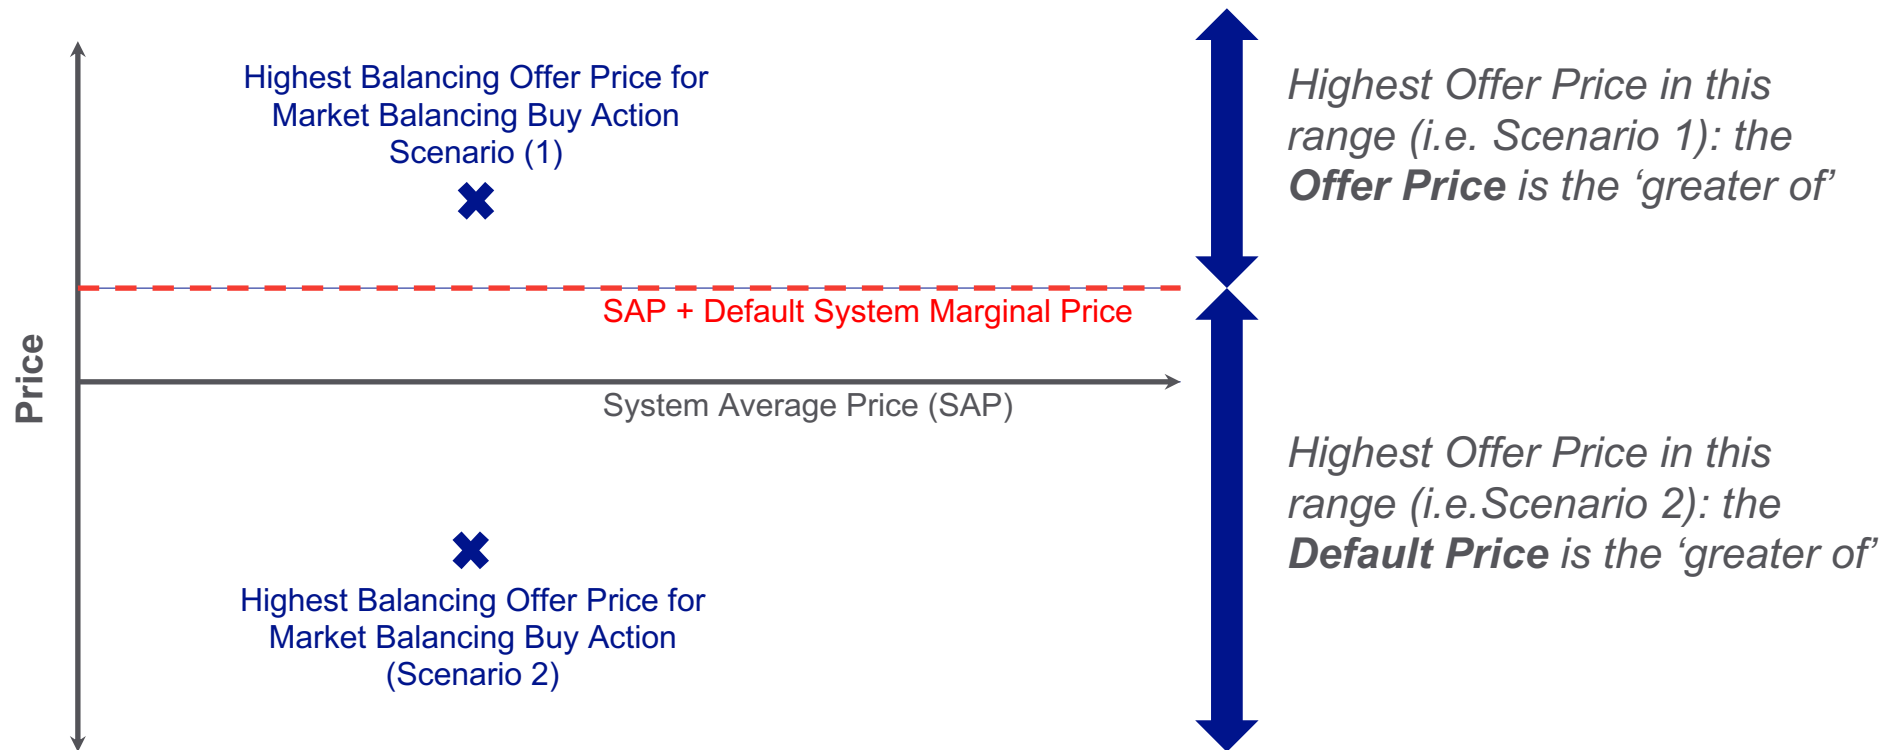 Highest Balancing Offer Price for
Market Balancing Buy Action
Scenario (1)
Highest Offer Price in this
range (i.e. Scenario 1): the
Offer Price is the ‘greater of’
SAP + Default System Marginal Price
Price
System Average Price (SAP)
Highest Offer Price in this
range (i.e.Scenario 2): the
Default Price is the ‘greater of’
Highest Balancing Offer Price for
Market Balancing Buy Action
(Scenario 2)